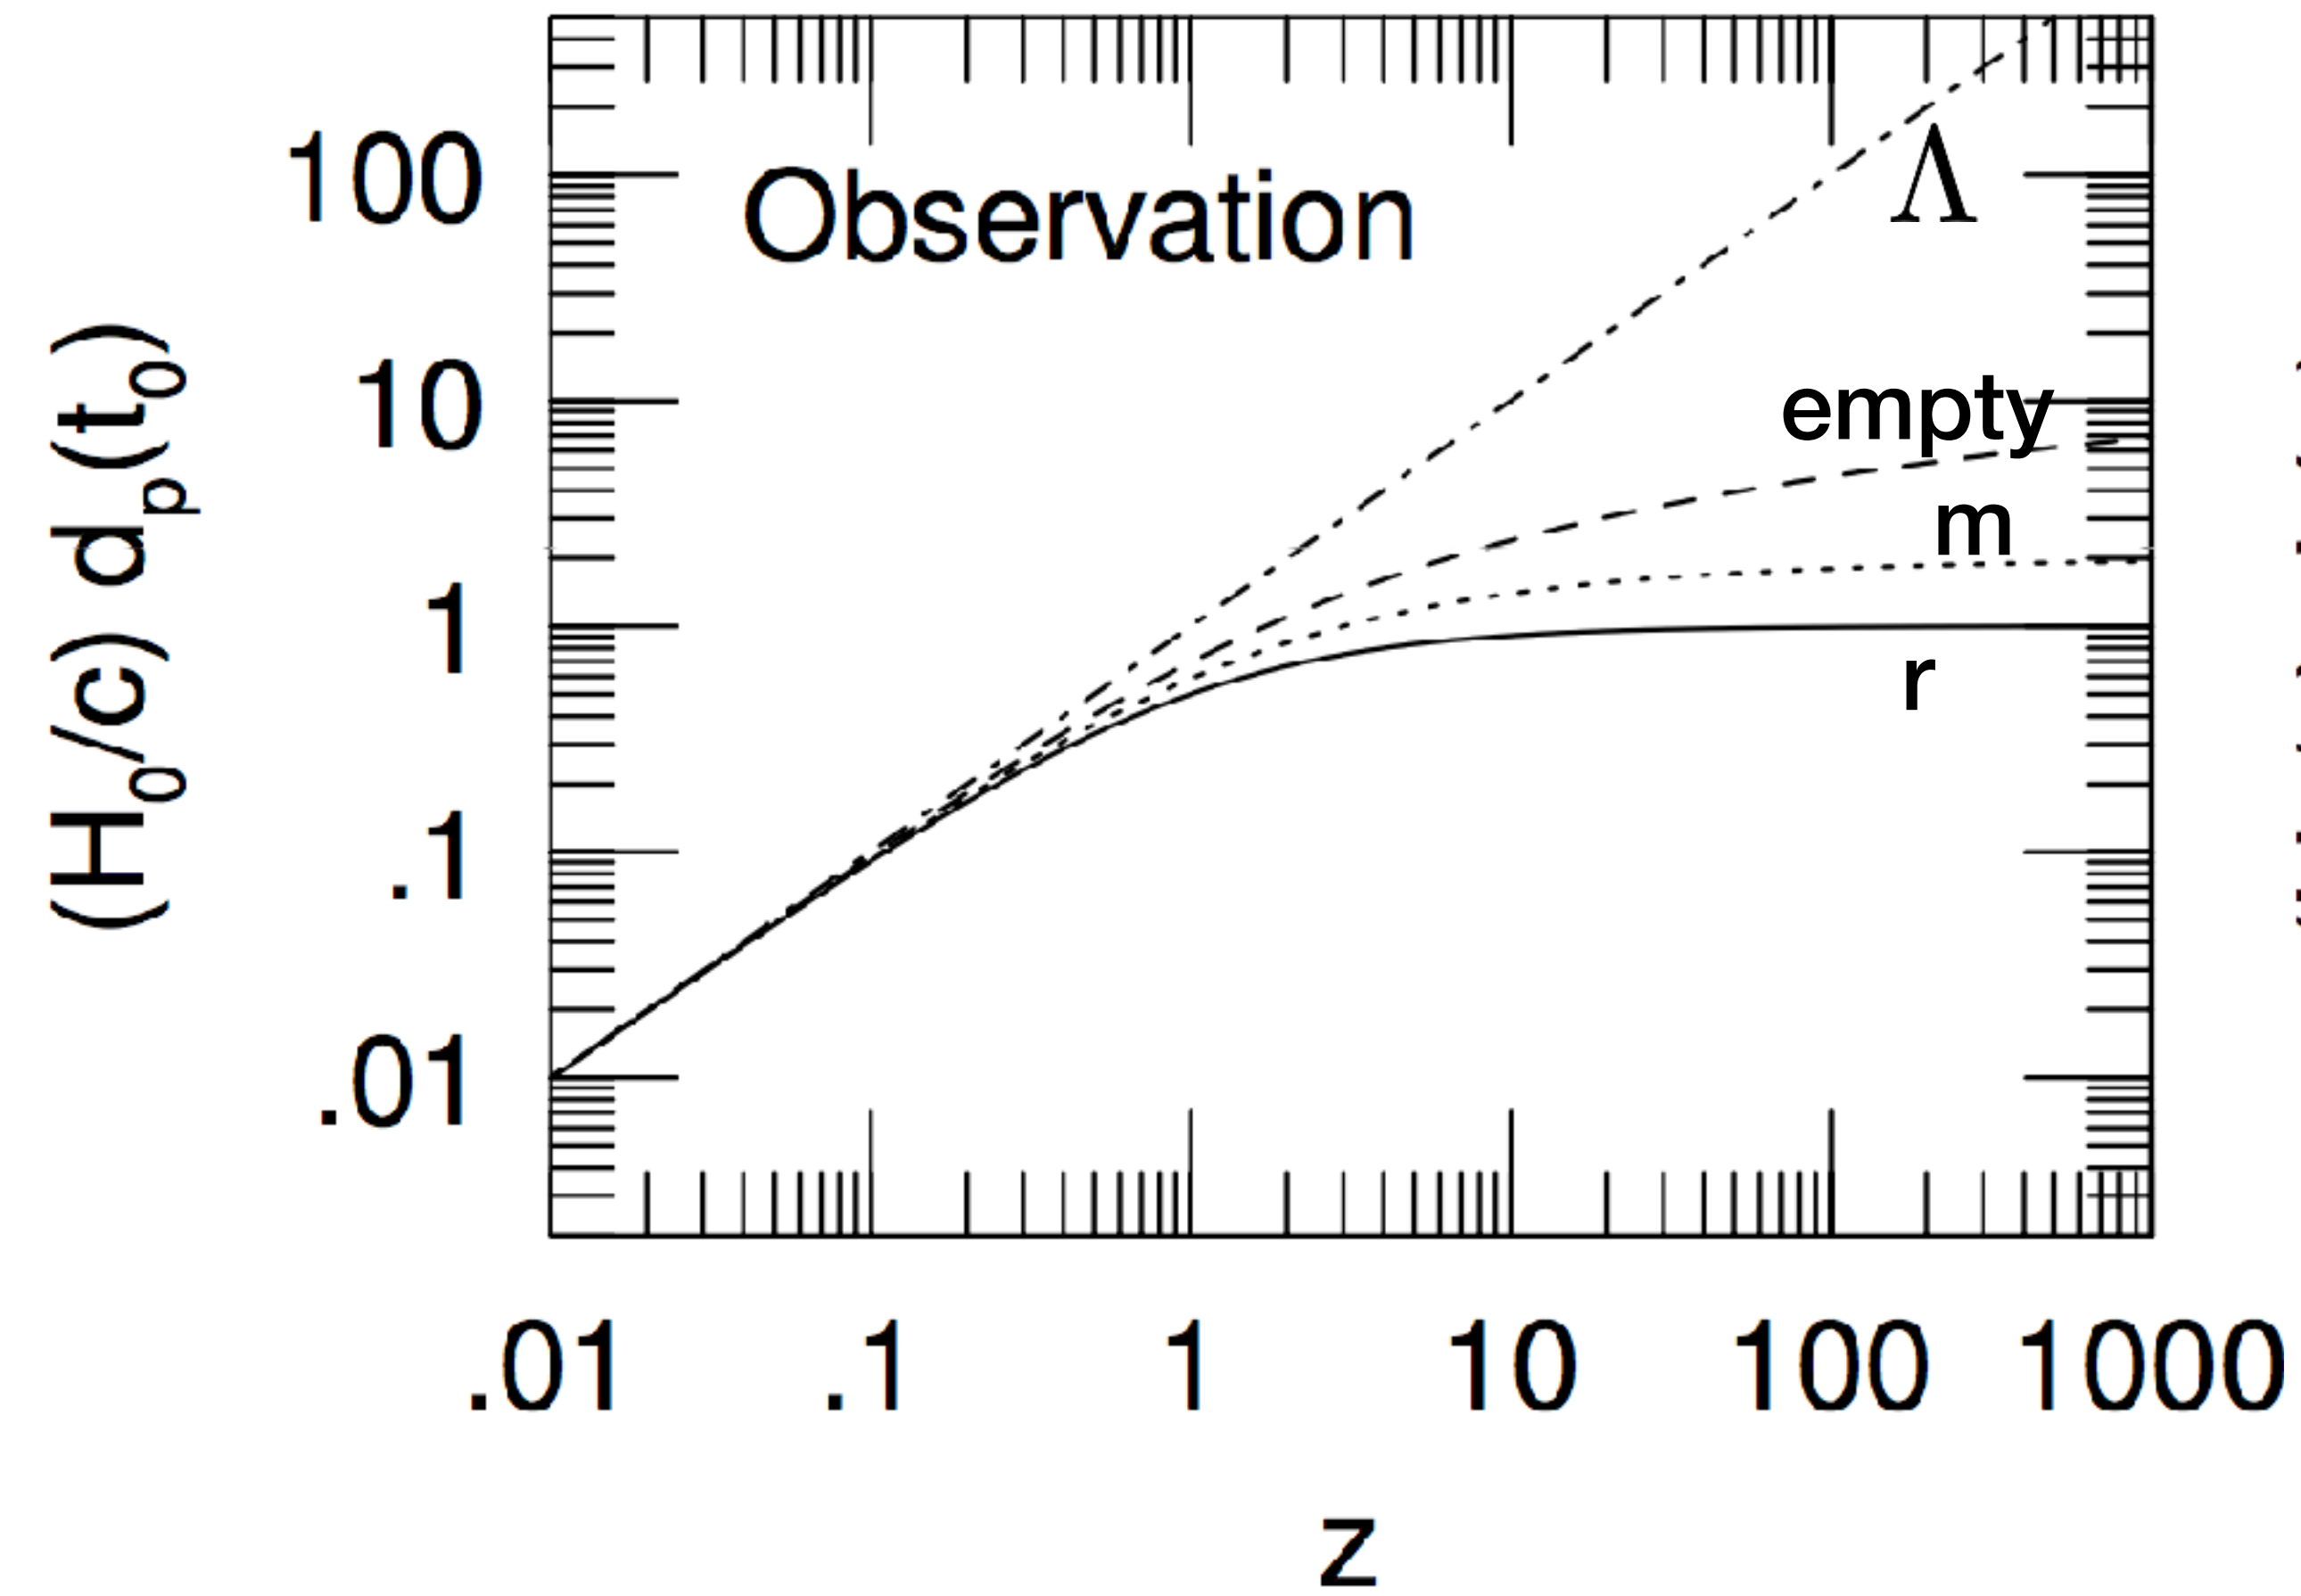 (H₀/c) dₚ(t₀)
100
10
1
.1
.01
Observation
Λ
empty
m
r
.01 .1 1 10 100 1000
z